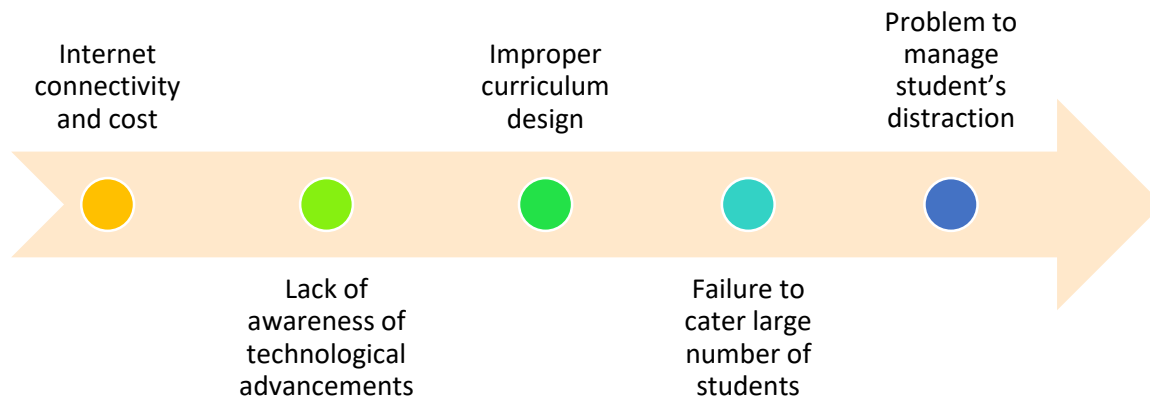 Internet
connectivity
and cost
Lack of
awareness of
technological
advancements
Improper
curriculum
design
Failure to
cater large
number of
students
Problem to
manage
student’s
distraction